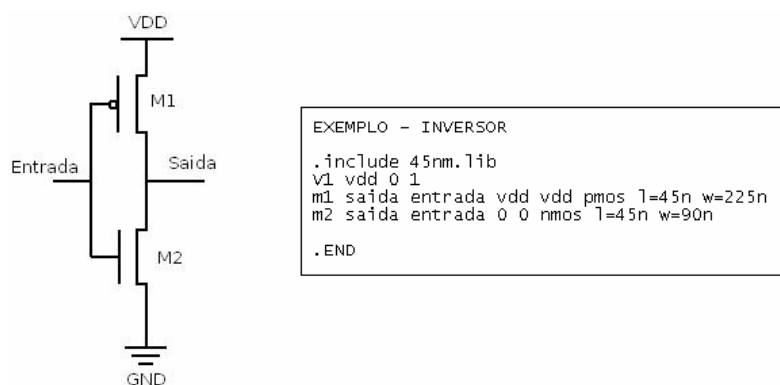 VDD
M1
Entrada
Saida
M2
GND
EXEMPLO - INVERSOR
.include 45nm.lib
v1 vdd 0 1
m1 saida entrada vdd vdd pmos l=45n w=225n
m2 saida entrada 0 0 nmos l=45n w=90n
.END